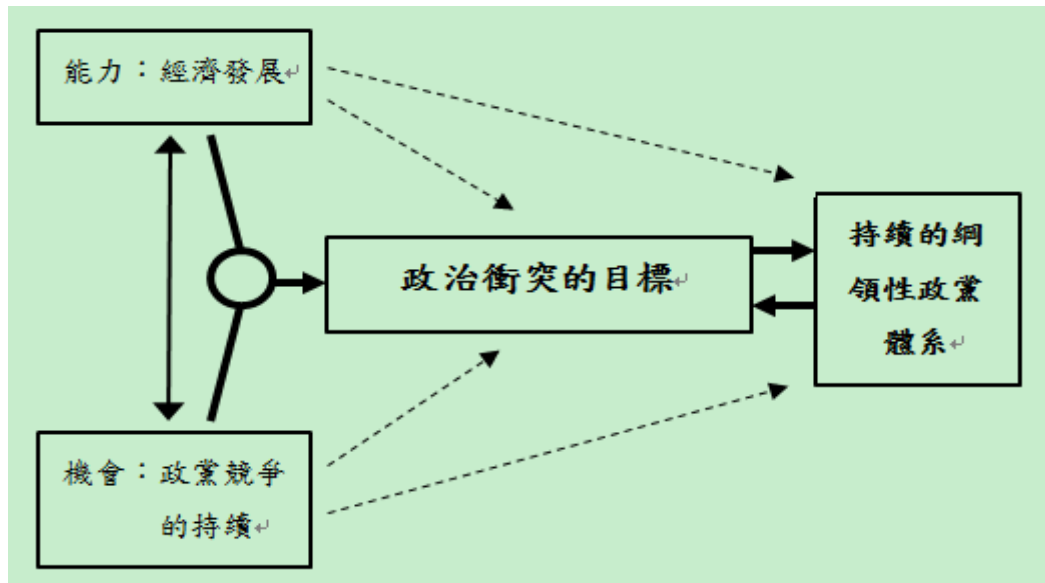 能力：經濟發展
政治衝突的目標
持續的綱
領性政黨
體系
機會：政黨競爭
的持續